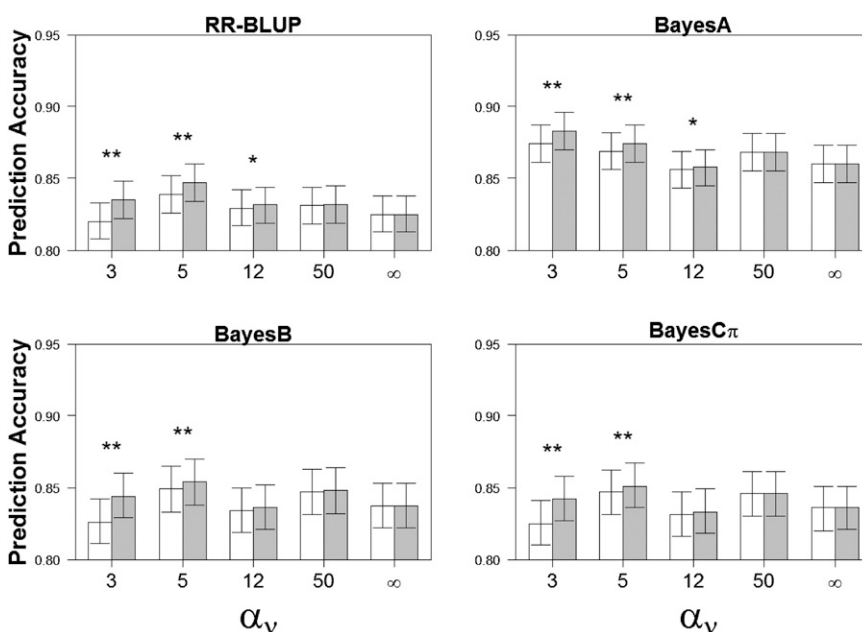 RR-BLUP
Prediction Accuracy
0.95
0.90
0.85
0.80
** ** *
3 5 12 50 ∞
BayesA
0.95
0.90
0.85
0.80
** ** *
3 5 12 50 ∞
BayesB
Prediction Accuracy
0.95
0.90
0.85
0.80
** **
3 5 12 50 ∞
αν
BayesCπ
0.95
0.90
0.85
0.80
** **
3 5 12 50 ∞
αν